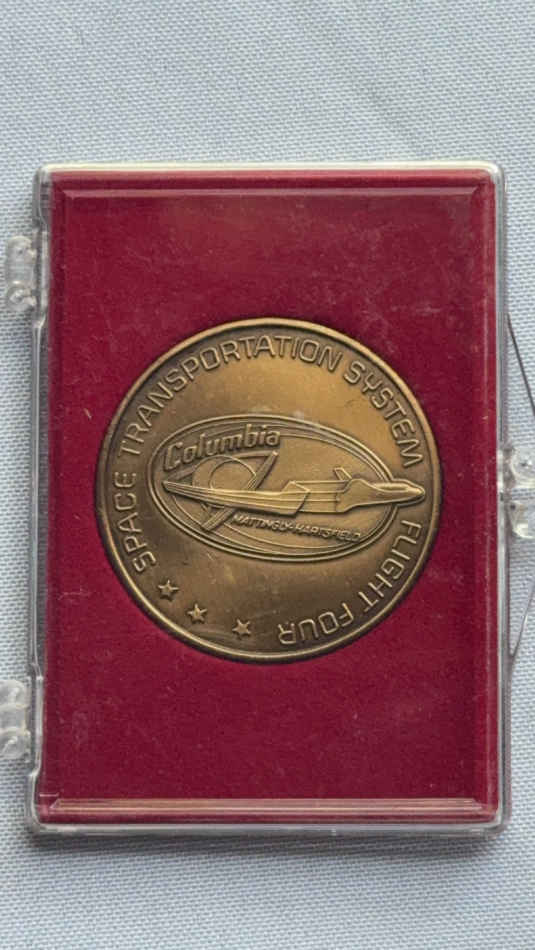 SPACE TRANSPORTATION SYSTEM
FLIGHT FOUR
Columbia
MATTINGLY-HARTSFIELD